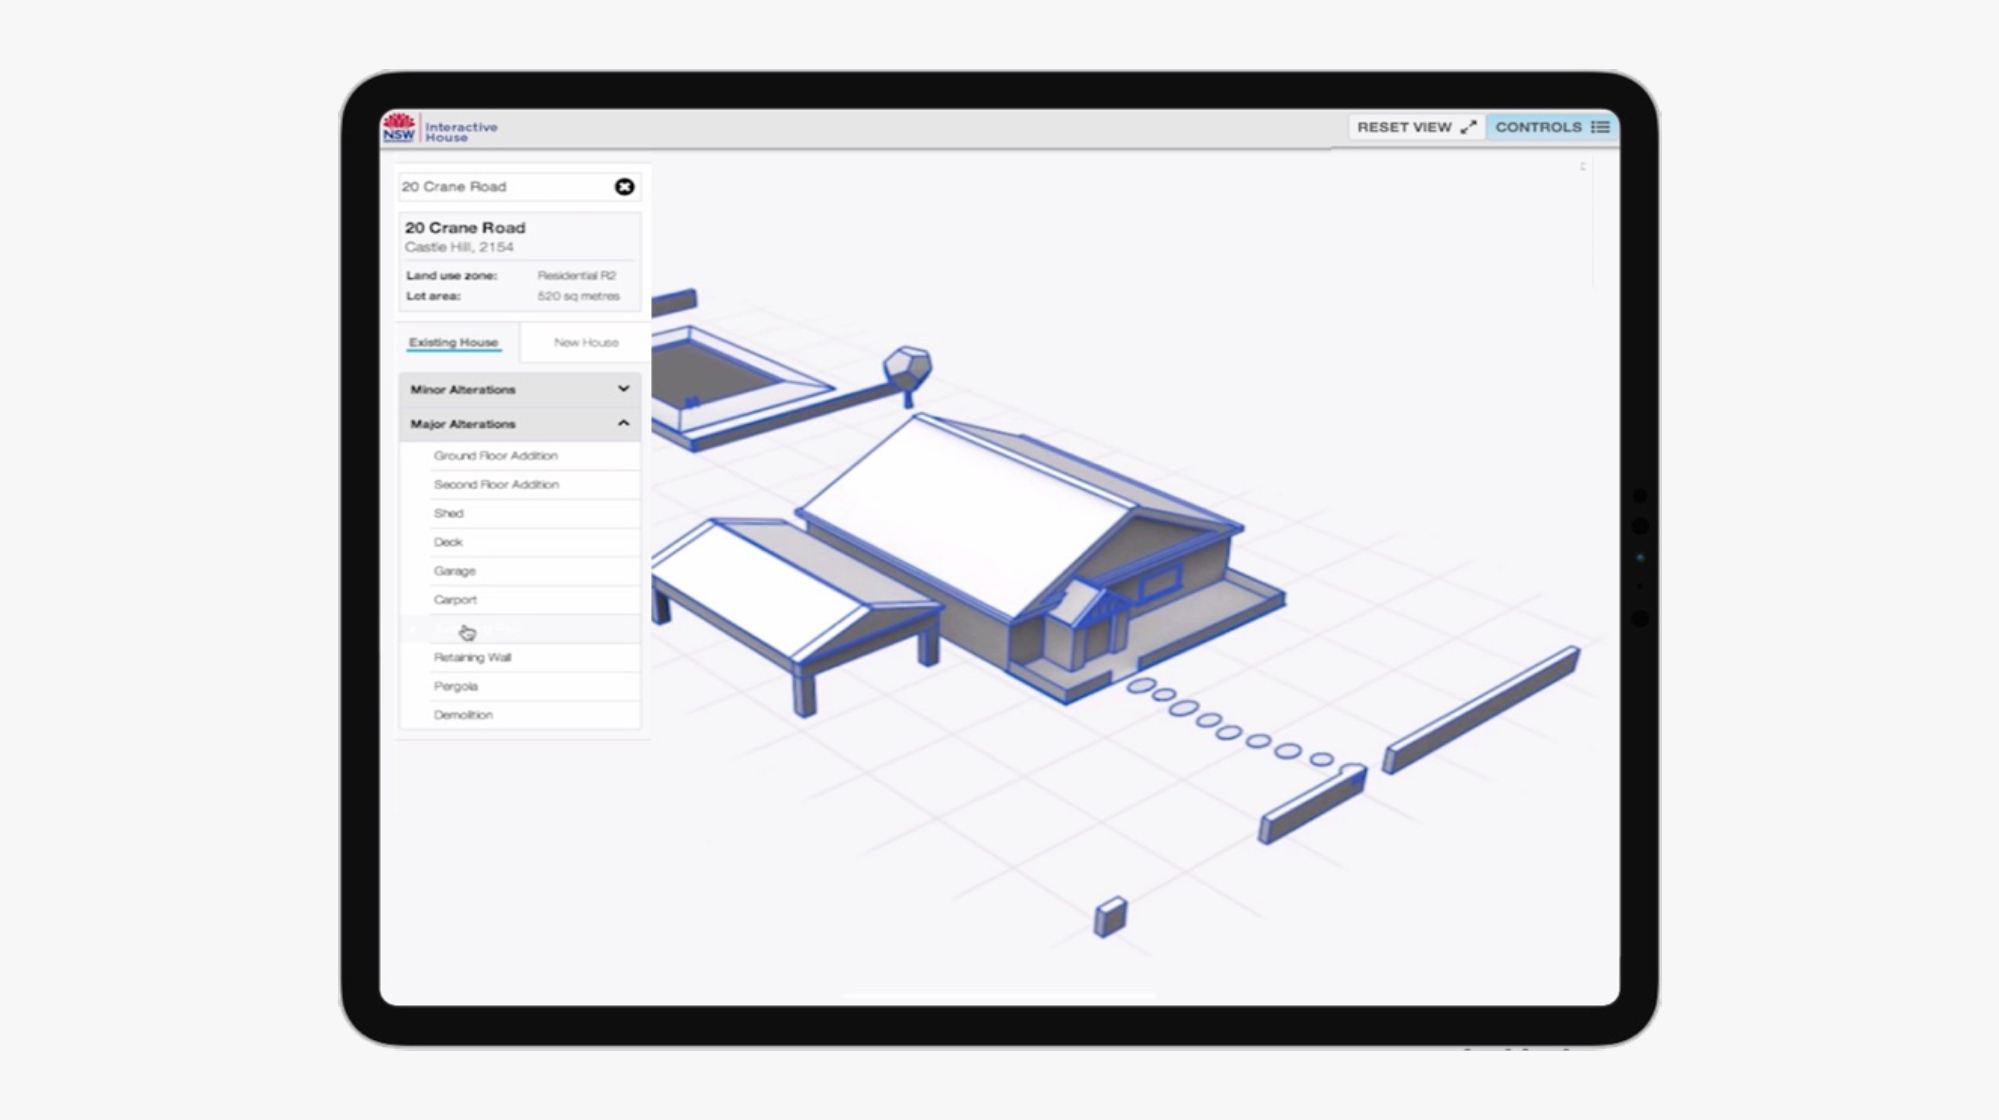 NSW
Interactive
House
RESET VIEW
CONTROLS
20 Crane Road
20 Crane Road
Castle Hill, 2154
Land use zone: Residential R2
Lot area: 520 sq metres
Existing House
New House
Minor Alterations
Major Alterations
Ground Floor Addition
Second Floor Addition
Shed
Deck
Garage
Carport
Retaining Wall
Pergola
Demolition